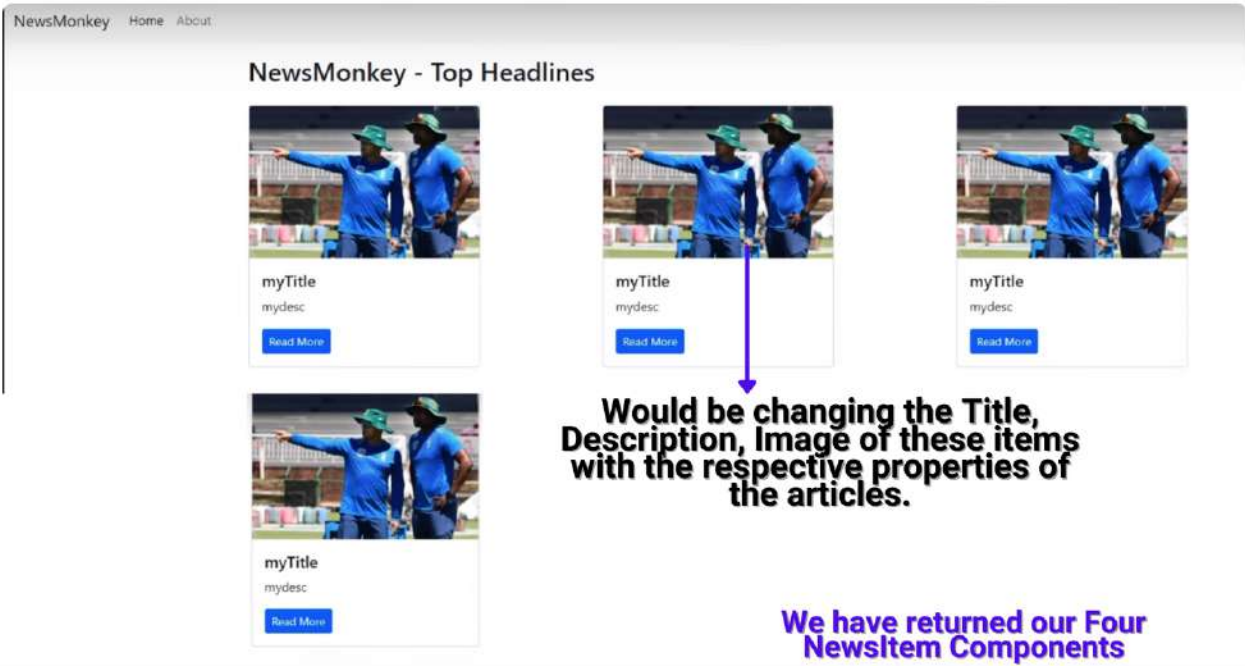 NewsMonkey Home About
NewsMonkey - Top Headlines
myTitle
mydesc
Read More
myTitle
mydesc
Read More
myTitle
mydesc
Read More
Would be changing the Title,
Description, Image of these items
with the respective properties of
the articles.
myTitle
mydesc
Read More
We have returned our Four
NewsItem Components